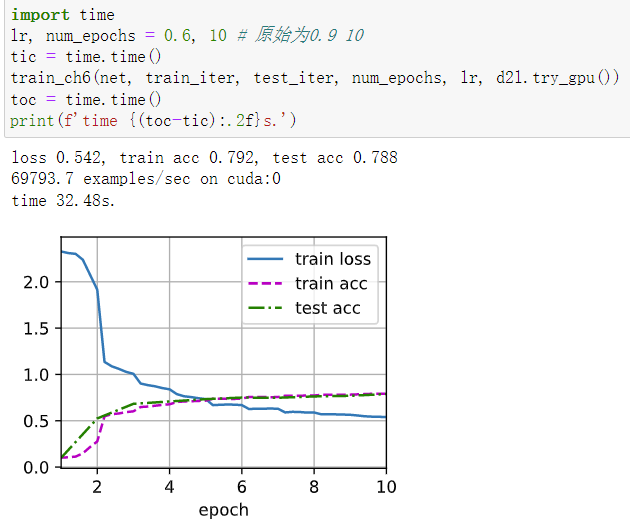 import time
lr, num_epochs = 0.6, 10 # 原始为0.9 10
tic = time.time()
train_ch6(net, train_iter, test_iter, num_epochs, lr, d2l.try_gpu())
toc = time.time()
print(f'time {(toc-tic):.2f}s.')
loss 0.542, train acc 0.792, test acc 0.788
69793.7 examples/sec on cuda:0
time 32.48s.
train loss
train acc
test acc
2.0
1.5
1.0
0.5
0.0
2 4 6 8 10
epoch